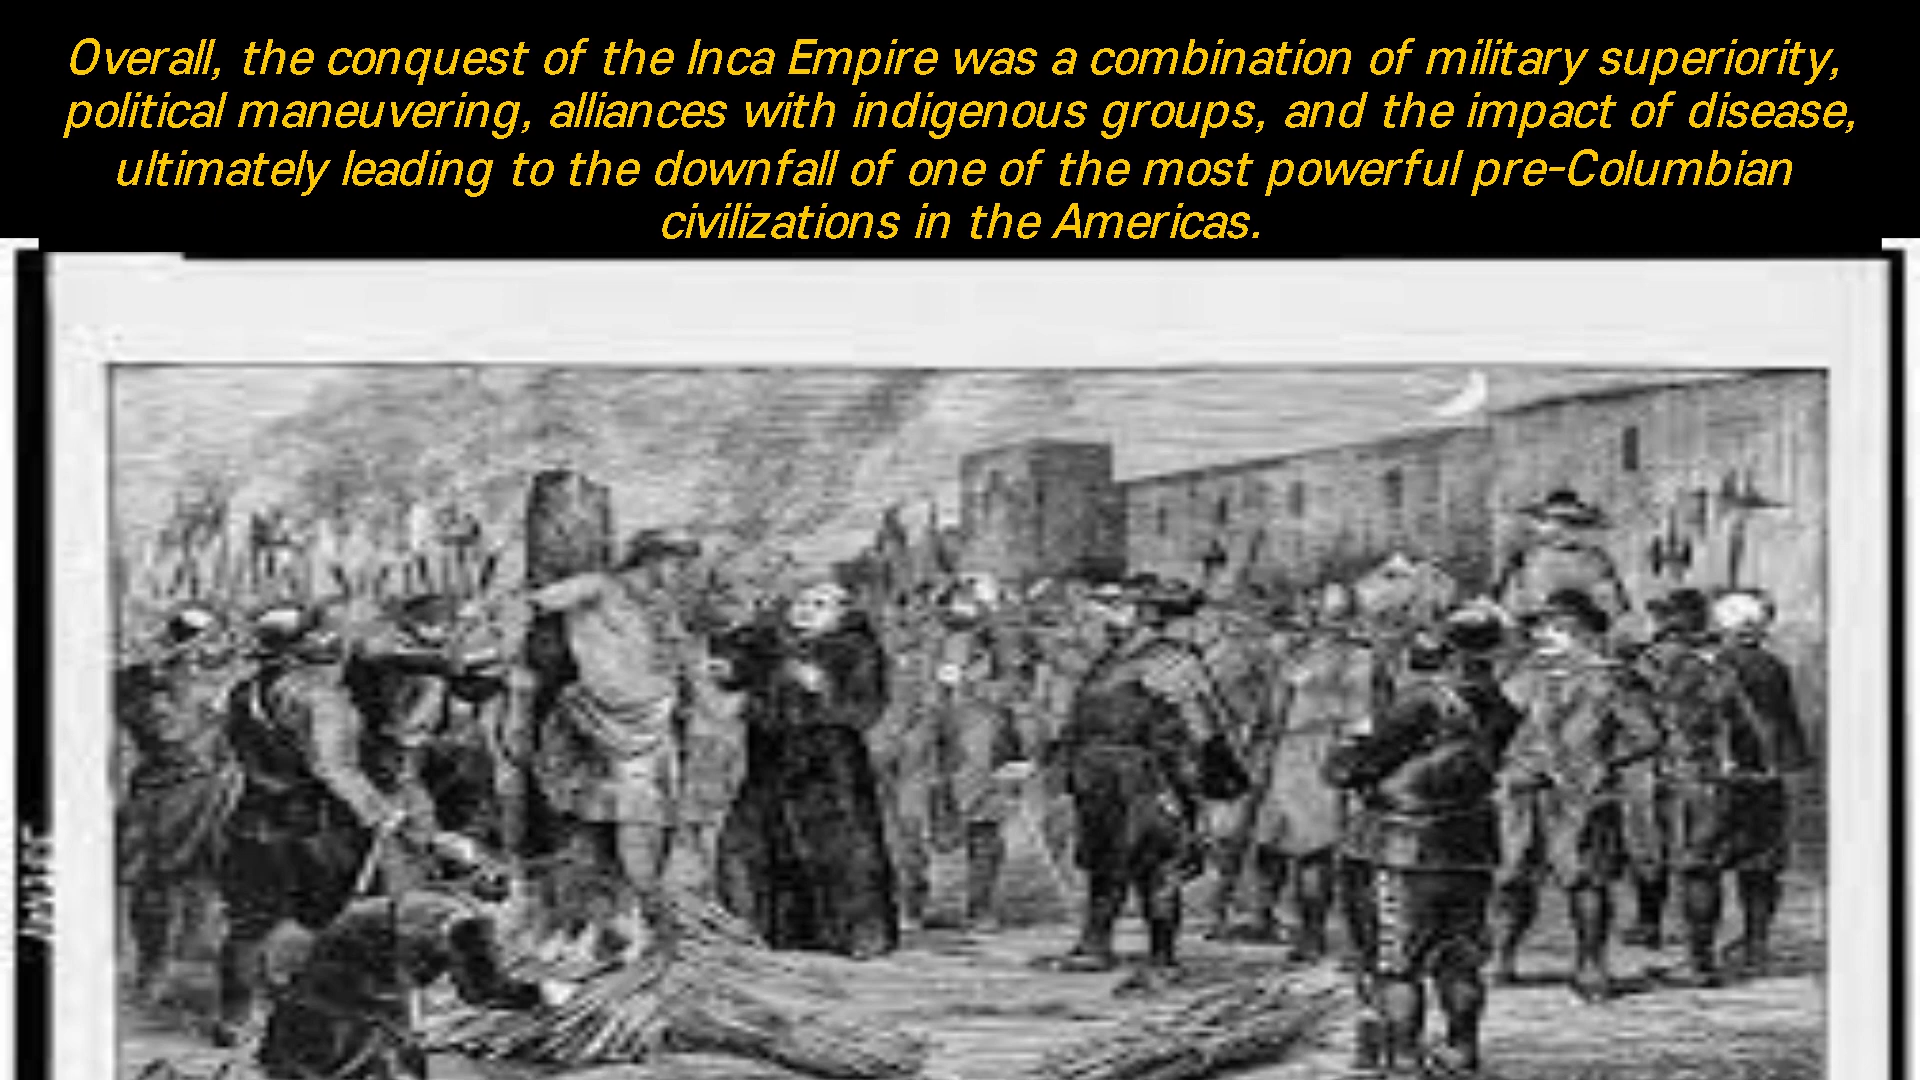 Overall, the conquest of the Inca Empire was a combination of military superiority,
political maneuvering, alliances with indigenous groups, and the impact of disease,
ultimately leading to the downfall of one of the most powerful pre-Columbian
civilizations in the Americas.